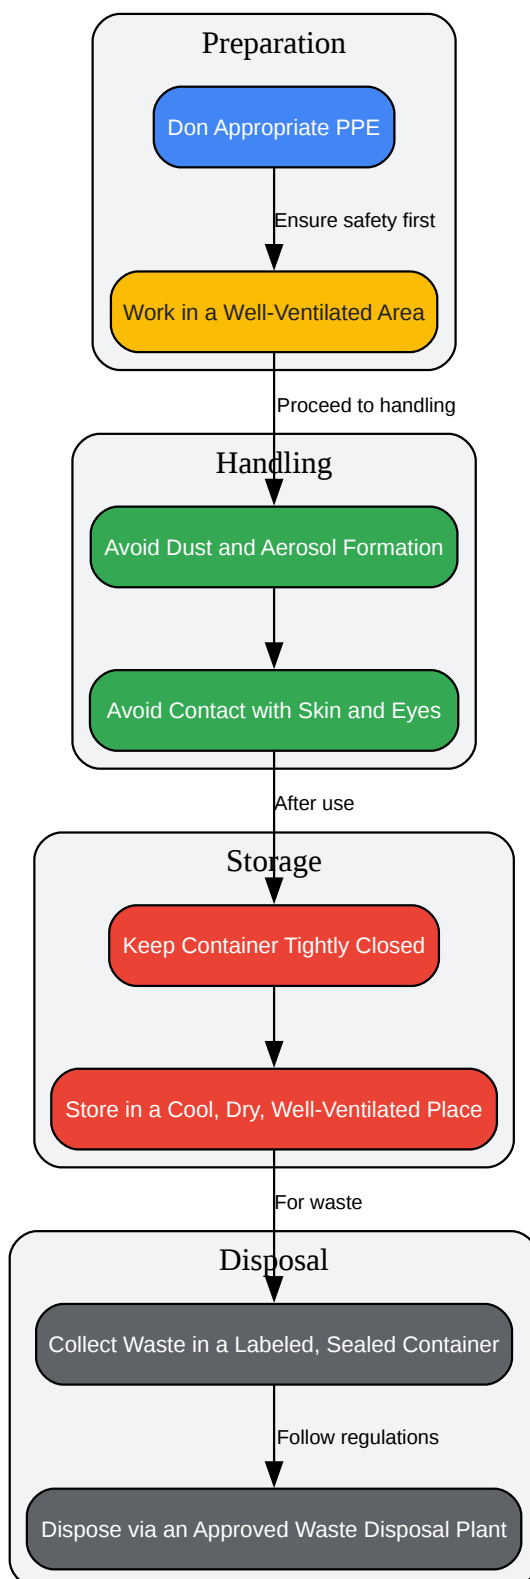 Preparation
Don Appropriate PPE
Ensure safety first
Work in a Well-Ventilated Area
Proceed to handling
Handling
Avoid Dust and Aerosol Formation
Avoid Contact with Skin and Eyes
After use
Storage
Keep Container Tightly Closed
Store in a Cool, Dry, Well-Ventilated Place
For waste
Disposal
Collect Waste in a Labeled, Sealed Container
Follow regulations
Dispose via an Approved Waste Disposal Plant